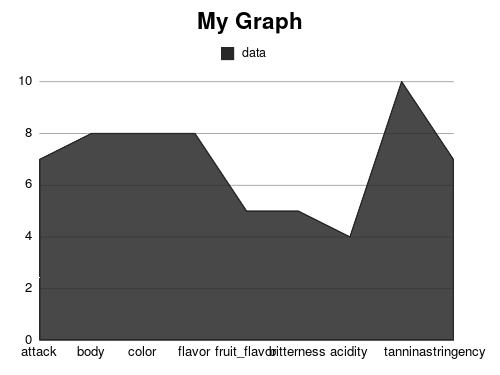 My Graph
data
10
8
6
4
2
0
attack body color flavor fruit_flavor bitterness acidity tannin astringency